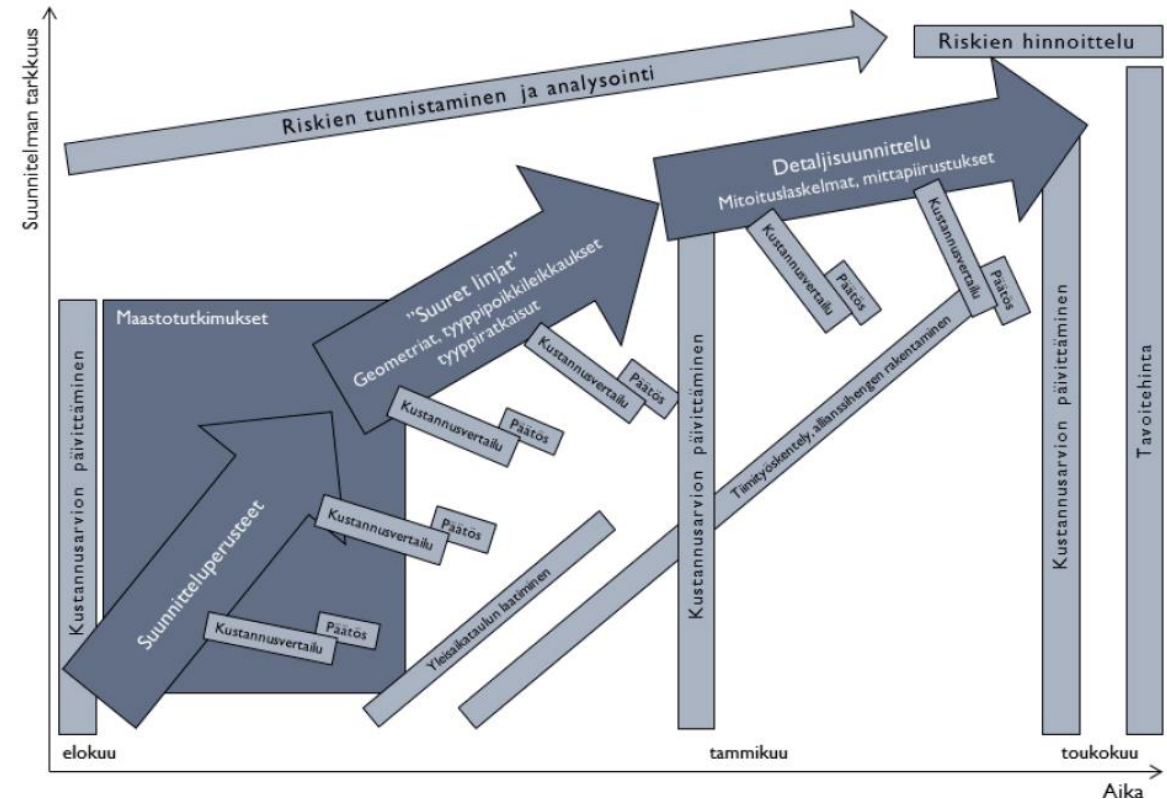 Suunnitelman tarkkuus
Riskien hinnoittelu
Riskien tunnistaminen ja analysointi
Detaljisuunnittelu
Mitoituslaskelmat, mittapiirustukset
"Suuret linjat"
Geometriat, tyyppipoikkileikkaukset
tyyppiratkaisut
Maastotutkimukset
Suunnitteluperusteet
Kustannusarvion päivittäminen
Kustannusvertailu
Päätös
Kustannusvertailu
Päätös
Kustannusvertailu
Päätös
Kustannusvertailu
Päätös
Kustannusvertailu
Päätös
Kustannusvertailu
Päätös
Yleisaikataulun laatiminen
Tiimityöskentely, allianssihengen rakentaminen
Kustannusarvion päivittäminen
Kustannusarvion päivittäminen
Tavoitehinta
elokuu
tammikuu
toukokuu
Aika